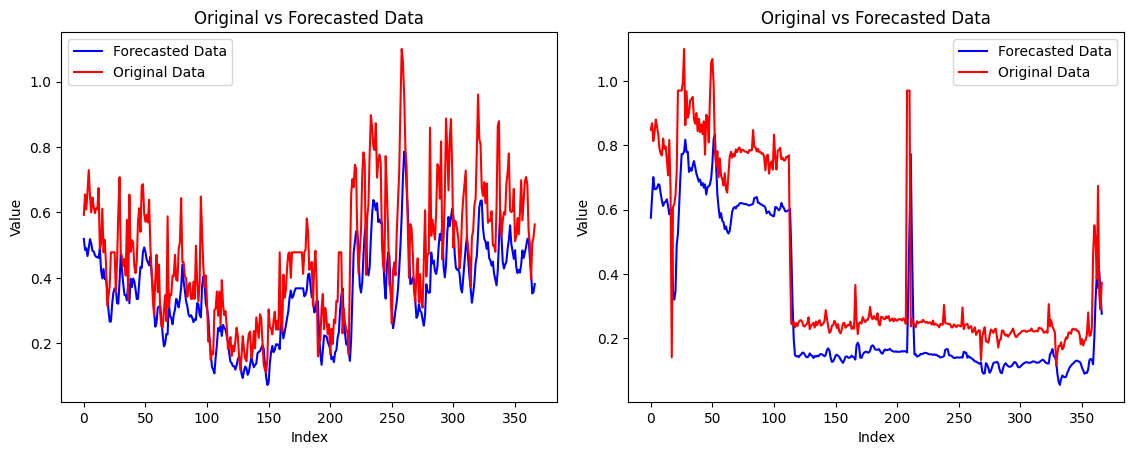 Original vs Forecasted Data
Forecasted Data
Original Data
Value
1.0
0.8
0.6
0.4
0.2
0 50 100 150 200 250 300 350
Index
Original vs Forecasted Data
Forecasted Data
Original Data
Value
1.0
0.8
0.6
0.4
0.2
0 50 100 150 200 250 300 350
Index